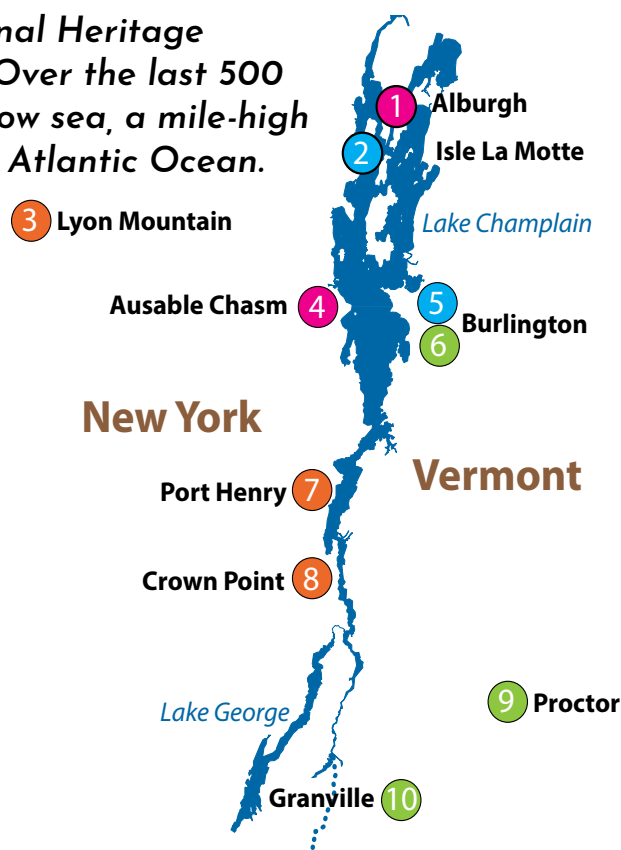 nal Heritage
Over the last 500
ow sea, a mile-high
Atlantic Ocean.
1 Alburgh
2 Isle La Motte
3 Lyon Mountain
Lake Champlain
Ausable Chasm 4
5
Burlington
6
New York
Vermont
Port Henry 7
Crown Point 8
Lake George
9 Proctor
Granville 10